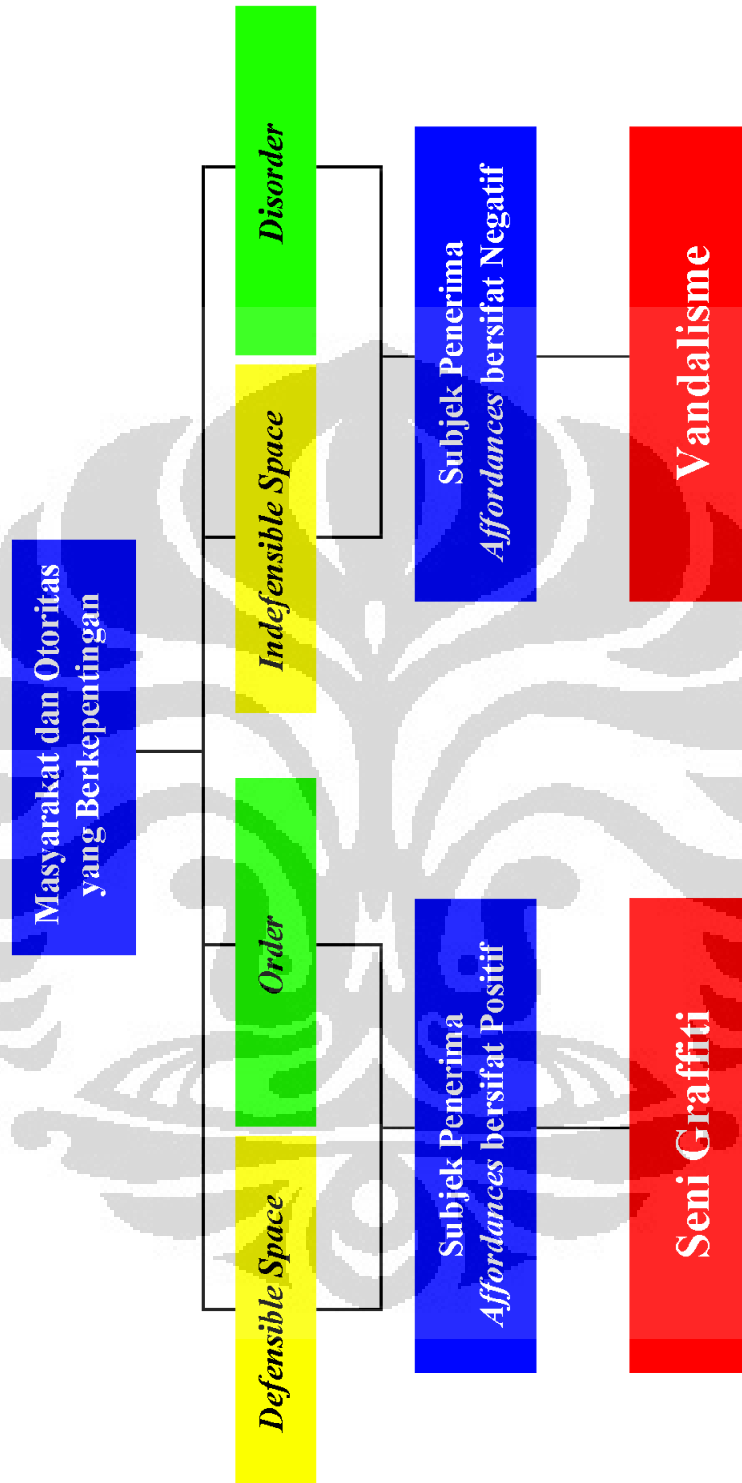 Masyarakat dan Otoritas
yang Berkepentingan
Defensible Space
Order
Indefensible Space
Disorder
Subjek Penerima
Affordances bersifat Positif
Subjek Penerima
Affordances bersifat Negatif
Seni Graffiti
Vandalisme